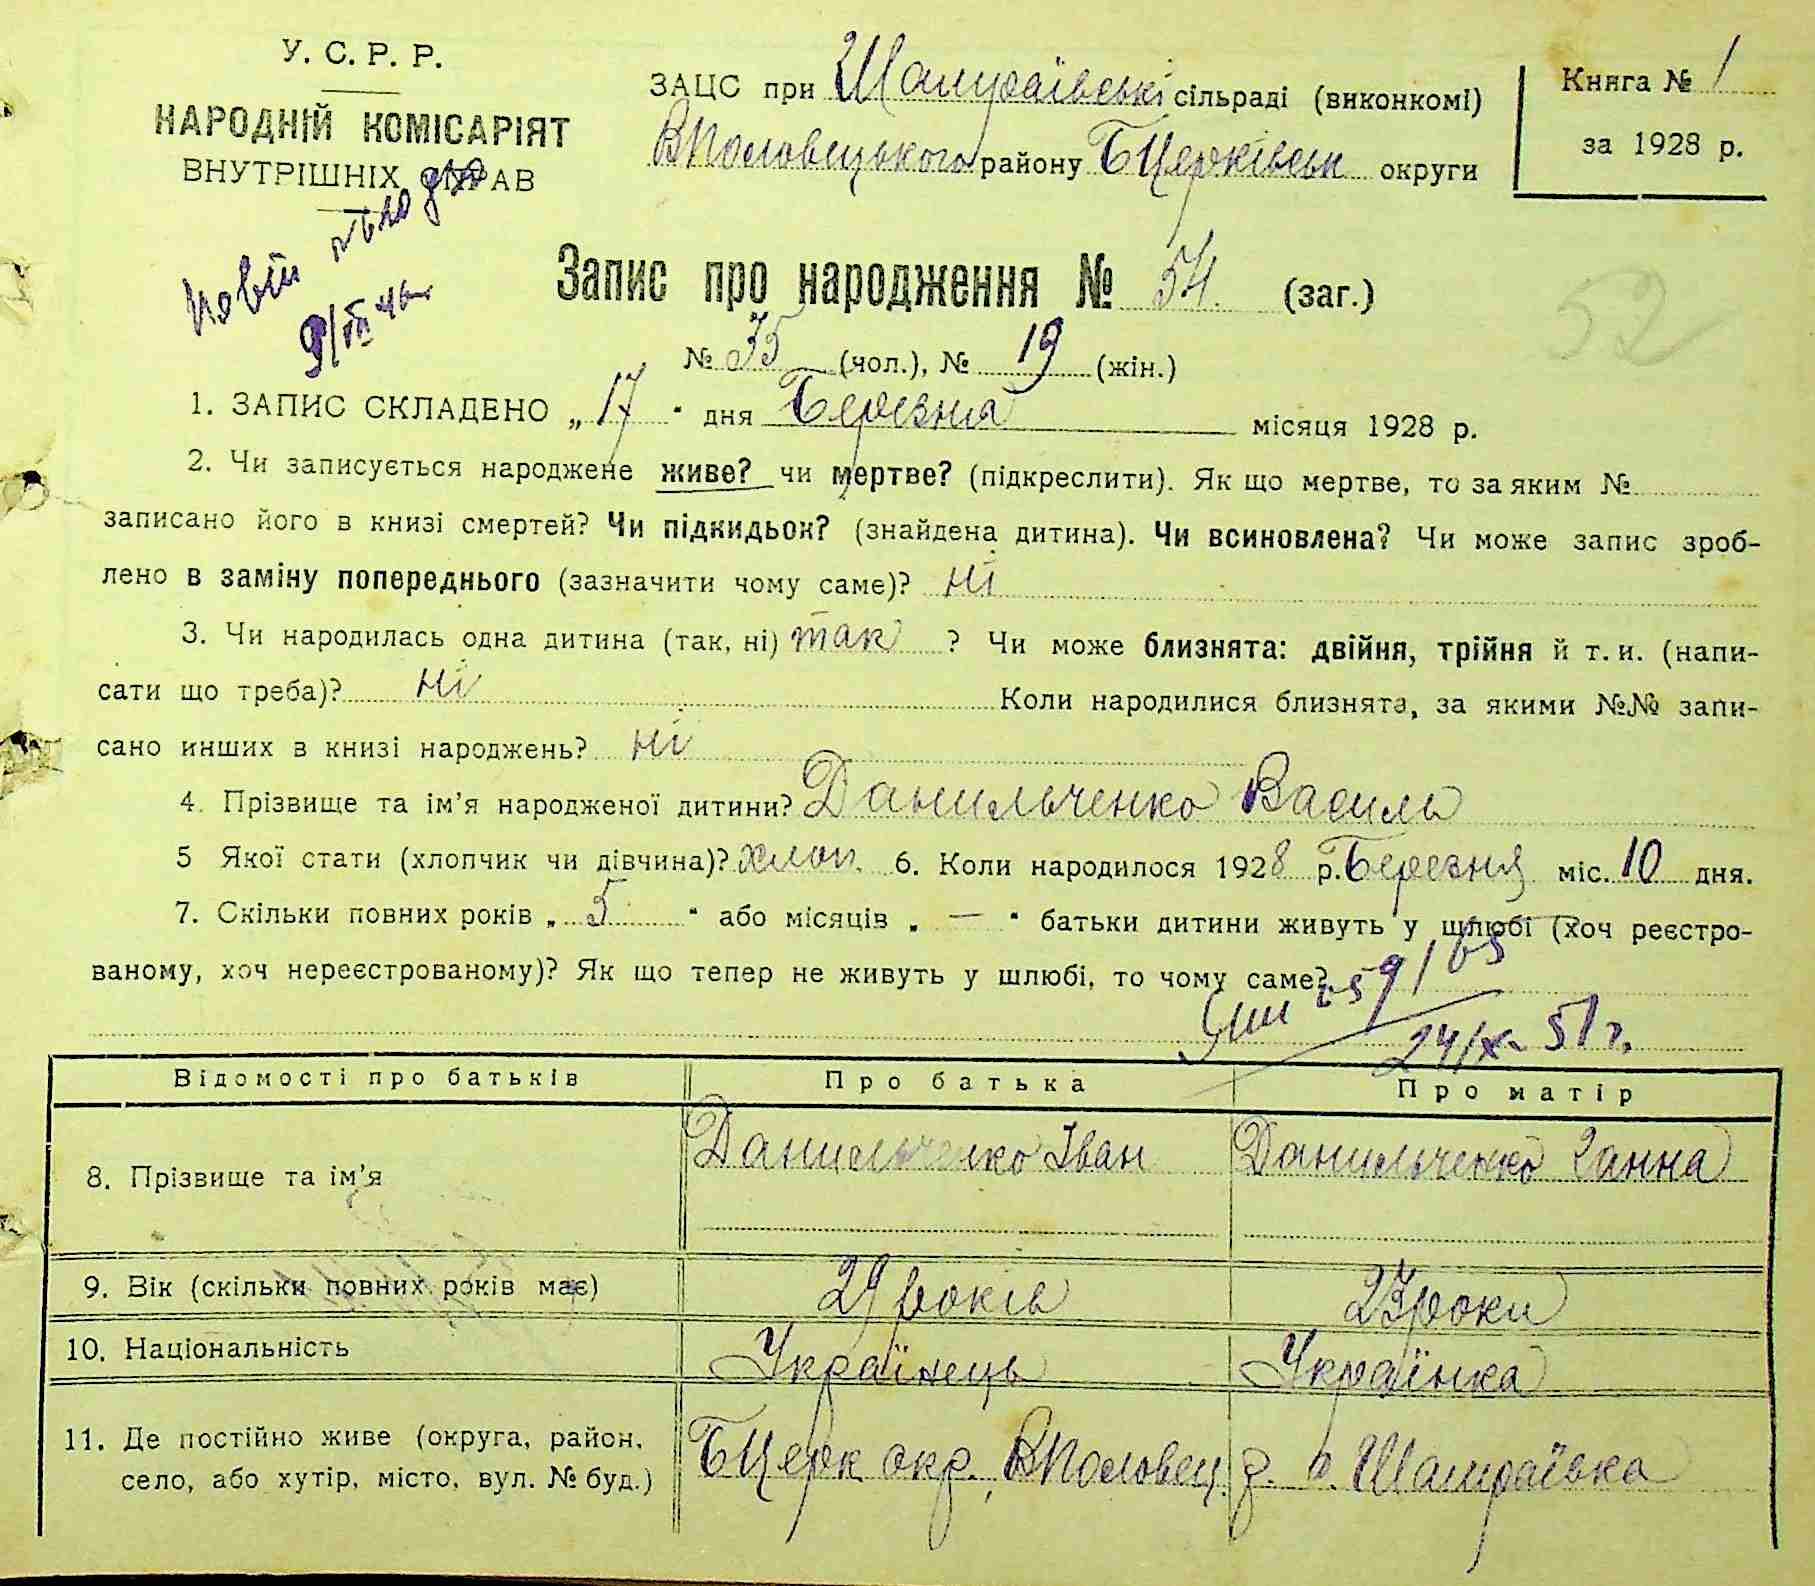 У. С. Р. Р.
НАРОДНІЙ КОМІСАРІЯТ
ВНУТРІШНІХ СПРАВ
ЗАЦС при Шамраївські сільраді (виконкомі)
ВПоловецького району БЦерківськ округи
Книга № 1
за 1928 р.
Запис про народження № 54 (заг.)
52
№ 35 (чол.), № 19 (жін.)
1. ЗАПИС СКЛАДЕНО „ 17 " дня Березня місяця 1928 р.
2. Чи записується народжене живе? чи мертве? (підкреслити). Як що мертве, то за яким №
записано його в книзі смертей? Чи підкидьок? (знайдена дитина). Чи всиновлена? Чи може запис зроб-
лено в заміну попереднього (зазначити чому саме)? ні
3. Чи народилась одна дитина (так, ні) так ? Чи може близнята: двійня, трійня й т. и. (напи-
сати що треба)? ні Коли народилися близнята, за якими №№ запи-
сано инших в книзі народжень? ні
4. Прізвище та ім'я народженої дитини? Данильченко Василь
5 Якої стати (хлопчик чи дівчина)? хлоп. 6. Коли народилося 1928 р. Березня міс. 10 дня.
7. Скільки повних років „ 5 " або місяців „ — " батьки дитини живуть у шлюбі (хоч реєстро-
ваному, хоч нереєстрованому)? Як що тепер не живуть у шлюбі, то чому саме?
Відомості про батьків Про батька Про матір
8. Прізвище та ім'я Данильченко Іван Данильченко Ганна
9. Вік (скільки повних років має) 29 років 23 роки
10. Національність Українець Українка
11. Де постійно живе (округа, район,
село, або хутір, місто, вул. № буд.) БЦерк окр., ВПоловец. р. с. Шамраївка